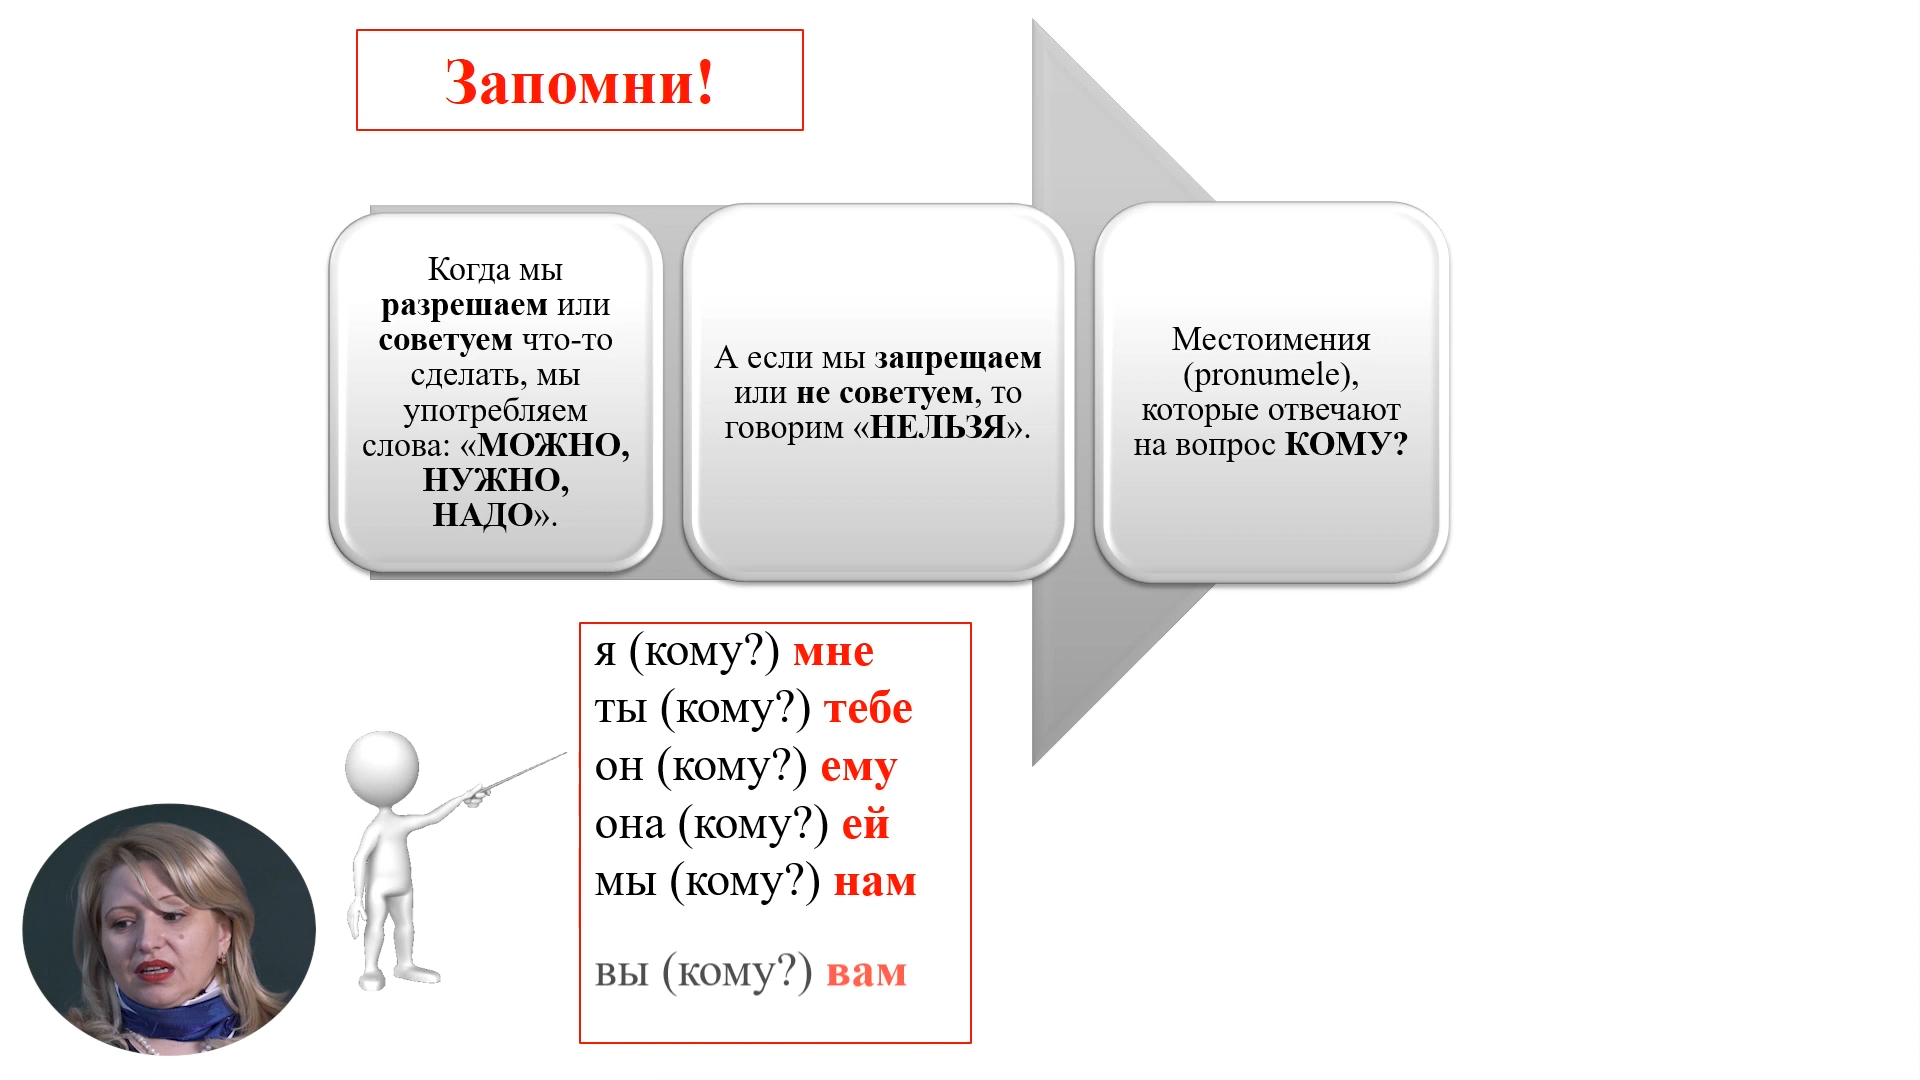 Запомни!
Когда мы
разрешаем или
советуем что-то
сделать, мы
употребляем
слова: «МОЖНО,
НУЖНО,
НАДО».
А если мы запрещаем
или не советуем, то
говорим «НЕЛЬЗЯ».
Местоимения
(pronumele),
которые отвечают
на вопрос КОМУ?
я (кому?) мне
ты (кому?) тебе
он (кому?) ему
она (кому?) ей
мы (кому?) нам
вы (кому?) вам